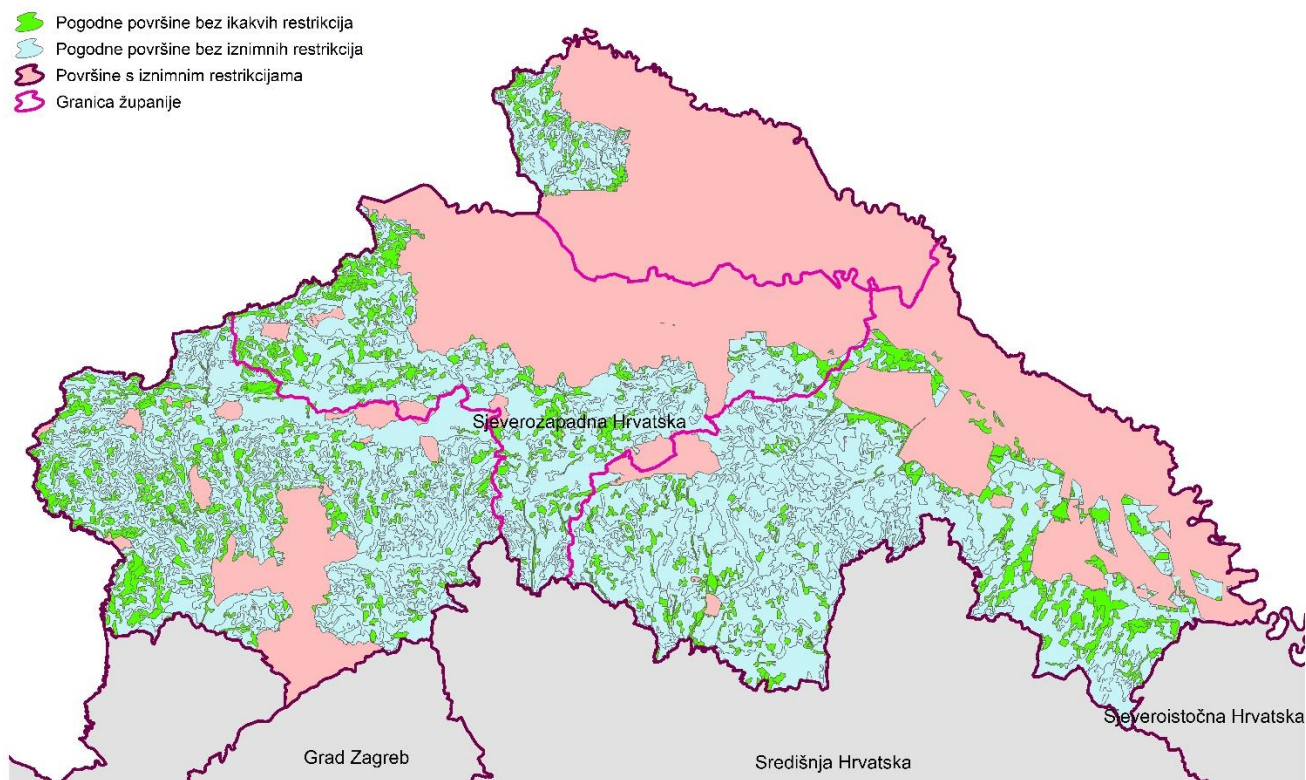 Pogodne površine bez ikakvih restrikcija
Pogodne površine bez iznimnih restrikcija
Površine s iznimnim restrikcijama
Granica županije
Sjeverozapadna Hrvatska
Sjeveroistočna Hrvatska
Grad Zagreb
Središnja Hrvatska